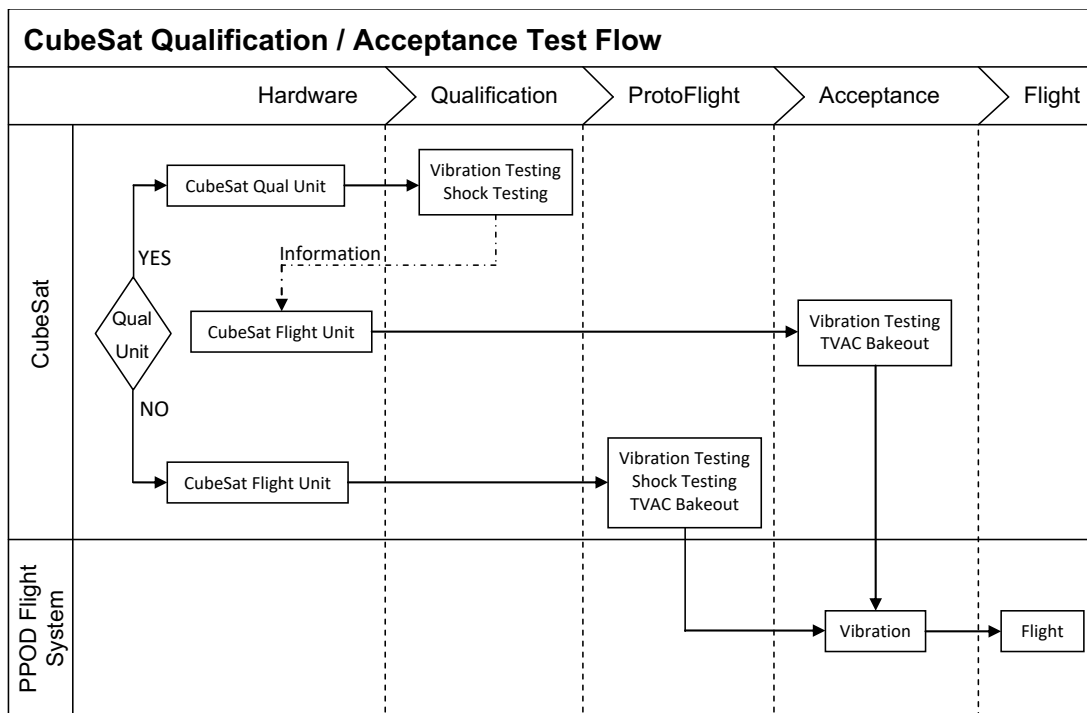 CubeSat Qualification / Acceptance Test Flow
Hardware
Qualification
ProtoFlight
Acceptance
Flight
CubeSat
CubeSat Qual Unit
Vibration Testing
Shock Testing
YES
Information
Qual
Unit
CubeSat Flight Unit
Vibration Testing
TVAC Bakeout
NO
CubeSat Flight Unit
Vibration Testing
Shock Testing
TVAC Bakeout
PPOD Flight
System
Vibration
Flight